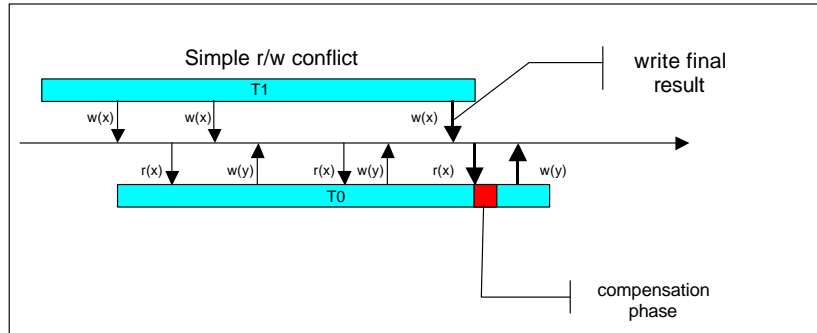 Simple r/w conflict
write final
result
T1
w(x)
w(x)
w(x)
r(x)
w(y)
r(x)
w(y)
r(x)
w(y)
T0
compensation
phase